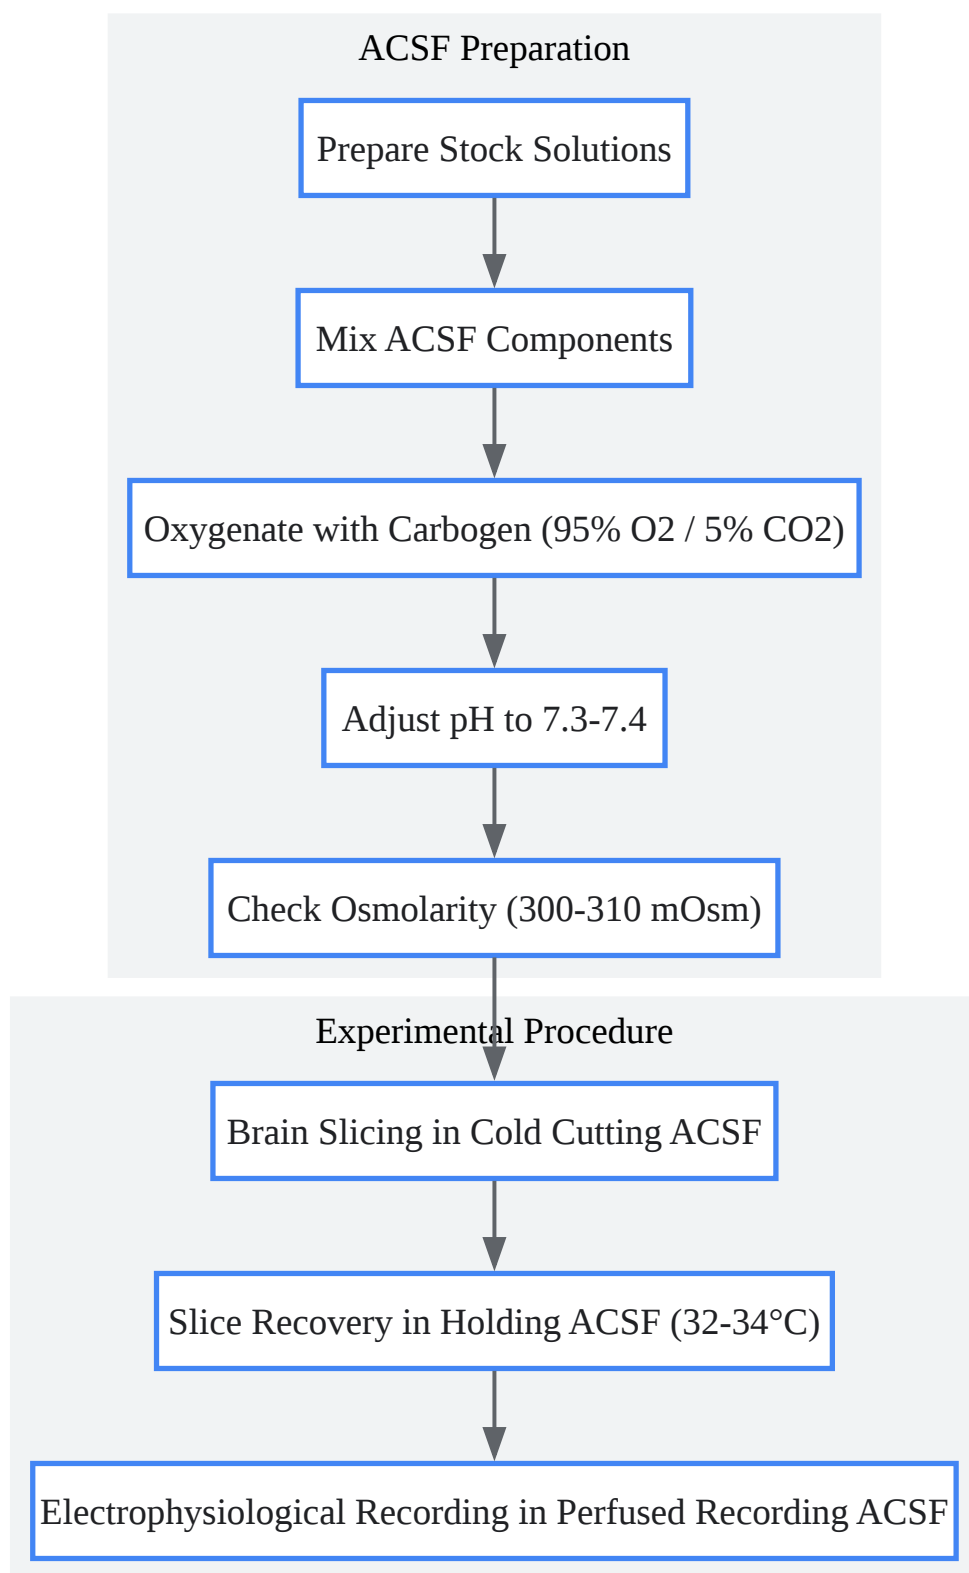 ACSF Preparation
Prepare Stock Solutions
Mix ACSF Components
Oxygenate with Carbogen (95% O2 / 5% CO2)
Adjust pH to 7.3-7.4
Check Osmolarity (300-310 mOsm)
Experimental Procedure
Brain Slicing in Cold Cutting ACSF
Slice Recovery in Holding ACSF (32-34°C)
Electrophysiological Recording in Perfused Recording ACSF